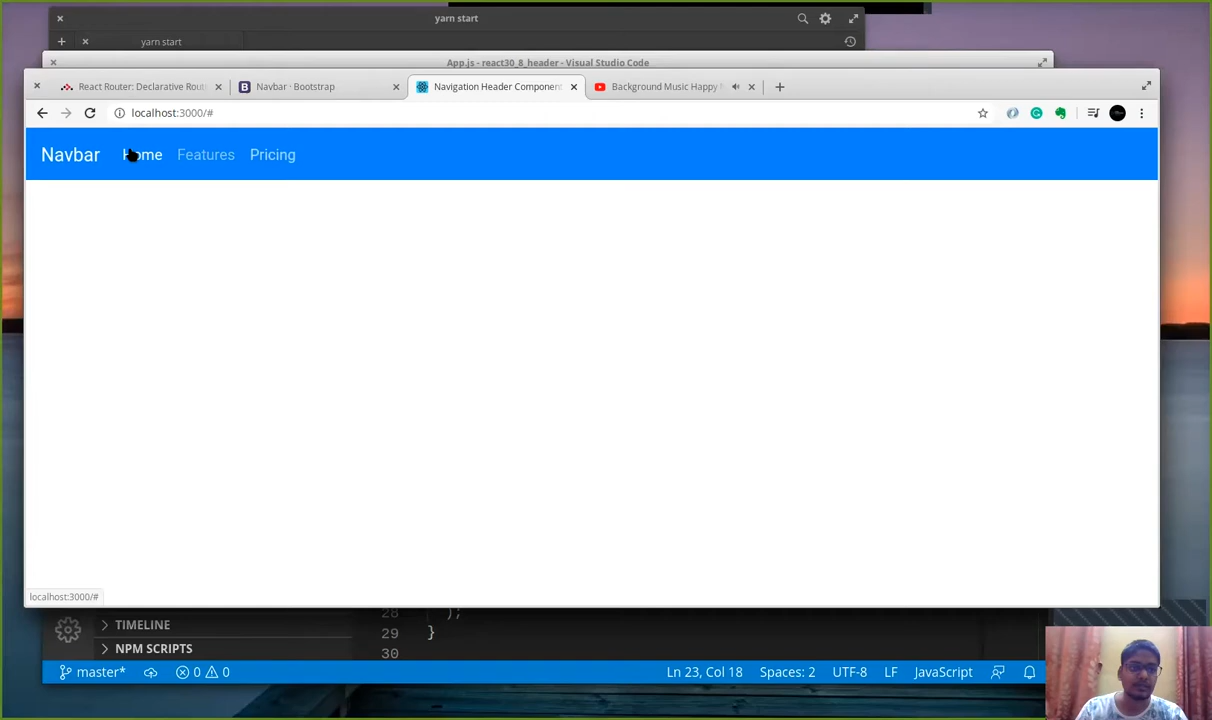 yarn start
yarn start
App.js - react30_8_header - Visual Studio Code
React Router: Declarative Rout
Navbar · Bootstrap
Navigation Header Component
Background Music Happy
localhost:3000/#
Navbar
Home
Features
Pricing
localhost:3000/#
28
);
29
}
30
TIMELINE
NPM SCRIPTS
master*
0
0
Ln 23, Col 18
Spaces: 2
UTF-8
LF
JavaScript